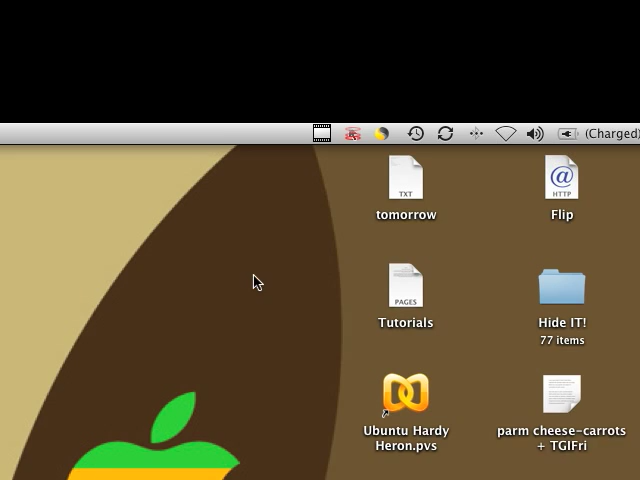 (Charged)
TXT
tomorrow
HTTP
Flip
PAGES
Tutorials
Hide IT!
77 items
Ubuntu Hardy
Heron.pvs
parm cheese-carrots
+ TGIFri